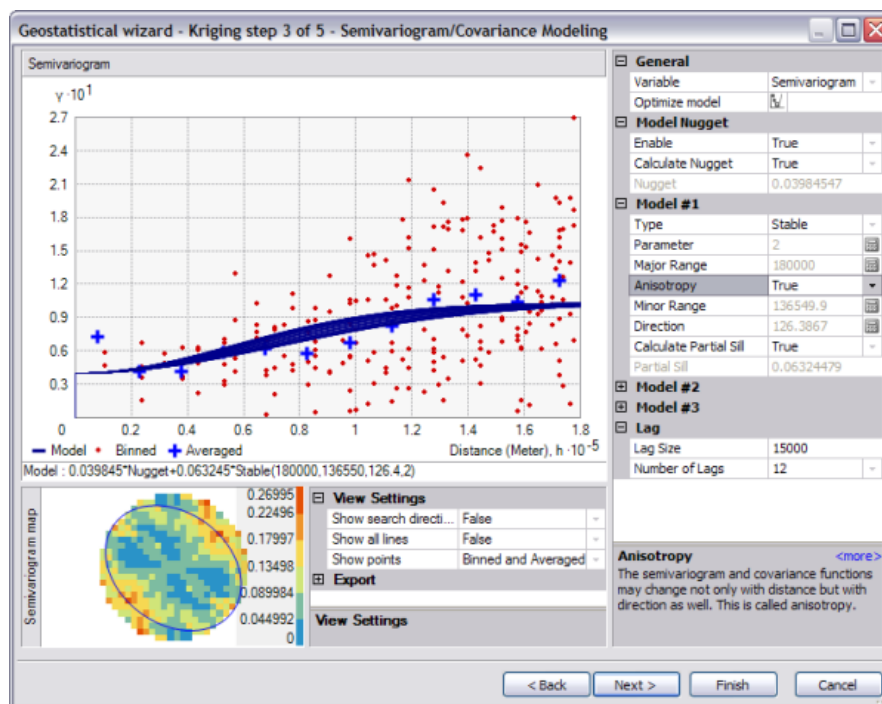 Geostatistical wizard - Kriging step 3 of 5 - Semivariogram/Covariance Modeling
Semivariogram
γ ·10¹
2.7
2.4
2.1
1.8
1.5
1.2
0.9
0.6
0.3
0 0.2 0.4 0.6 0.8 1 1.2 1.4 1.6 1.8
Model Binned Averaged Distance (Meter), h ·10⁻⁵
Model : 0.039845*Nugget+0.063245*Stable(180000,136550,126.4,2)
General
Variable Semivariogram
Optimize model
Model Nugget
Enable True
Calculate Nugget True
Nugget 0.03984547
Model #1
Type Stable
Parameter 2
Major Range 180000
Anisotropy True
Minor Range 136549.9
Direction 126.3867
Calculate Partial Sill True
Partial Sill 0.06324479
Model #2
Model #3
Lag
Lag Size 15000
Number of Lags 12
Semivariogram map
0.26995
0.22496
0.17997
0.13498
0.089984
0.044992
0
View Settings
Show search directi... False
Show all lines False
Show points Binned and Averaged
Export
View Settings
Anisotropy <more>
The semivariogram and covariance functions
may change not only with distance but with
direction as well. This is called anisotropy.
< Back Next > Finish Cancel